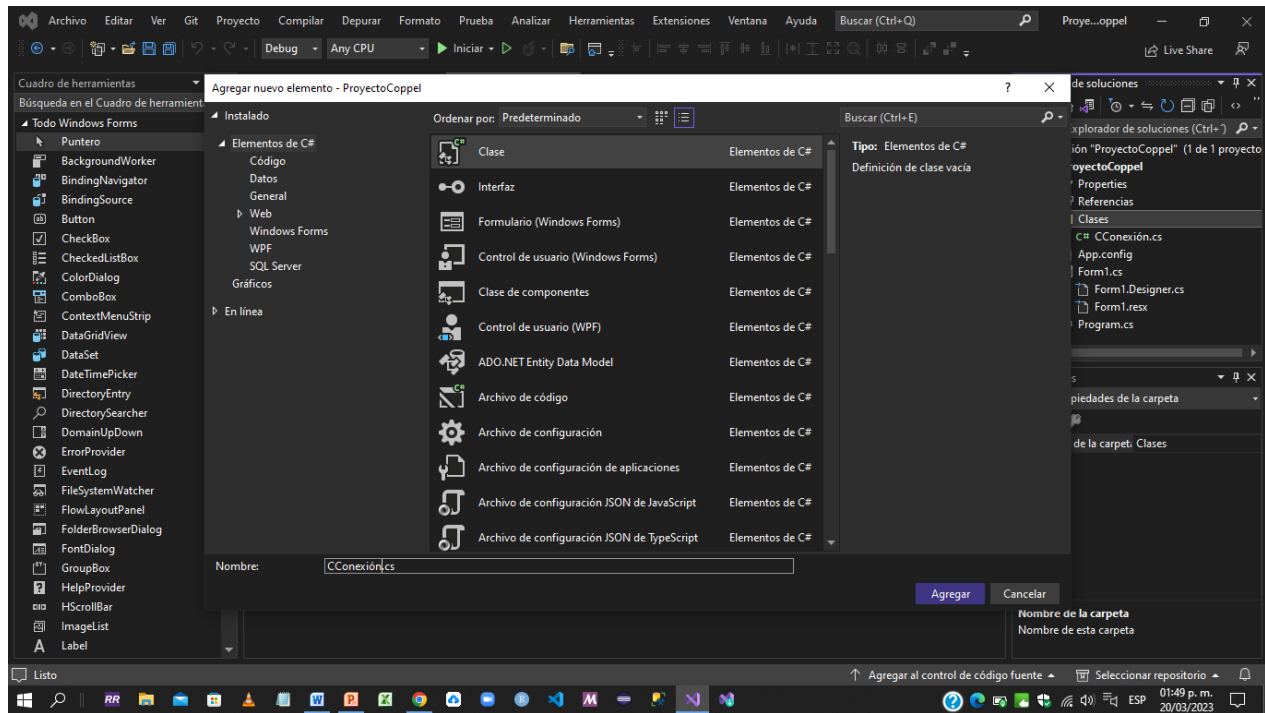 Archivo Editar Ver Git Proyecto Compilar Depurar Formato Prueba Analizar Herramientas Extensiones Ventana Ayuda Buscar (Ctrl+Q) Proye...oppel
Debug Any CPU Iniciar Live Share
Cuadro de herramientas
Búsqueda en el Cuadro de herramient
Todo Windows Forms
Puntero
BackgroundWorker
BindingNavigator
BindingSource
Button
CheckBox
CheckedListBox
ColorDialog
ComboBox
ContextMenuStrip
DataGridView
DataSet
DateTimePicker
DirectoryEntry
DirectorySearcher
DomainUpDown
ErrorProvider
EventLog
FileSystemWatcher
FlowLayoutPanel
FolderBrowserDialog
FontDialog
GroupBox
HelpProvider
HScrollBar
ImageList
Label
Agregar nuevo elemento - ProyectoCoppel ?
Instalado
Elementos de C#
Código
Datos
General
Web
Windows Forms
WPF
SQL Server
Gráficos
En línea
Ordenar por: Predeterminado
Clase Elementos de C#
Interfaz Elementos de C#
Formulario (Windows Forms) Elementos de C#
Control de usuario (Windows Forms) Elementos de C#
Clase de componentes Elementos de C#
Control de usuario (WPF) Elementos de C#
ADO.NET Entity Data Model Elementos de C#
Archivo de código Elementos de C#
Archivo de configuración Elementos de C#
Archivo de configuración de aplicaciones Elementos de C#
Archivo de configuración JSON de JavaScript Elementos de C#
Archivo de configuración JSON de TypeScript Elementos de C#
Buscar (Ctrl+E)
Tipo: Elementos de C#
Definición de clase vacía
Nombre: CConexión.cs
Agregar Cancelar
de soluciones
xplorador de soluciones (Ctrl+
ión "ProyectoCoppel" (1 de 1 proyecto
royectoCoppel
Properties
Referencias
Clases
C# CConexión.cs
App.config
Form1.cs
Form1.Designer.cs
Form1.resx
Program.cs
s
piedades de la carpeta
de la carpet Clases
Nombre de la carpeta
Nombre de esta carpeta
Listo Agregar al control de código fuente Seleccionar repositorio
RR ESP 01:49 p. m.
20/03/2023